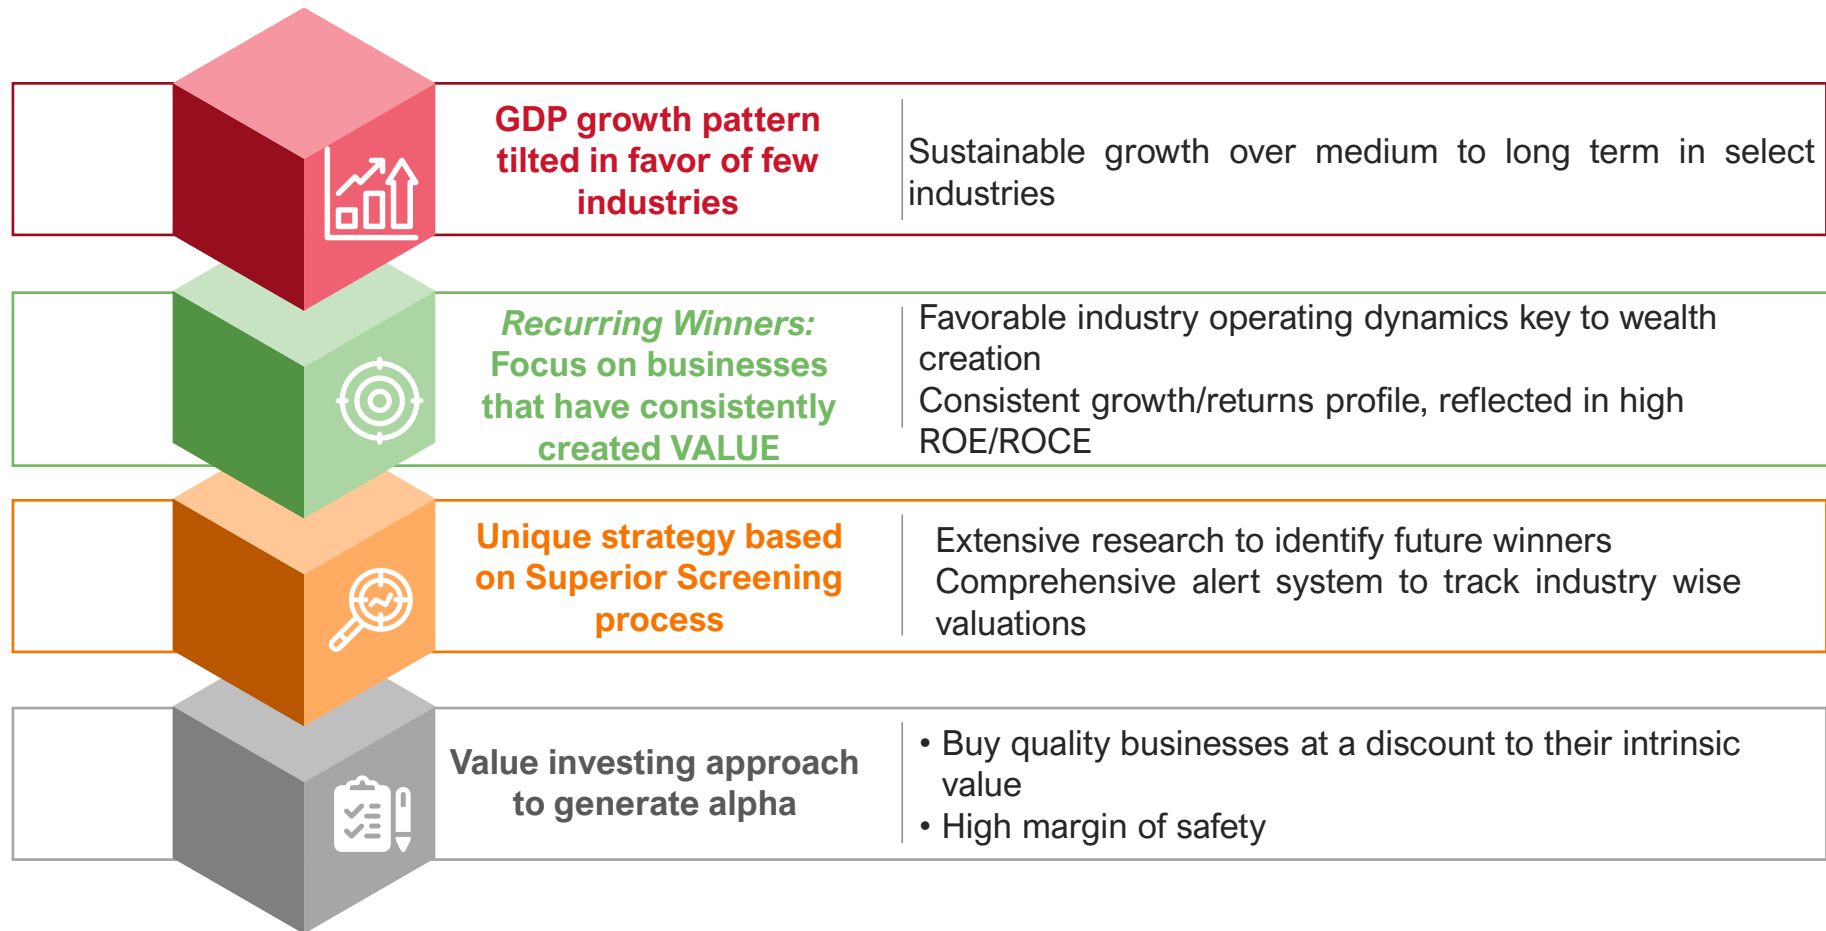 GDP growth pattern
tilted in favor of few
industries
Sustainable growth over medium to long term in select
industries
Recurring Winners:
Focus on businesses
that have consistently
created VALUE
Favorable industry operating dynamics key to wealth
creation
Consistent growth/returns profile, reflected in high
ROE/ROCE
Unique strategy based
on Superior Screening
process
Extensive research to identify future winners
Comprehensive alert system to track industry wise
valuations
Value investing approach
to generate alpha
• Buy quality businesses at a discount to their intrinsic
value
• High margin of safety